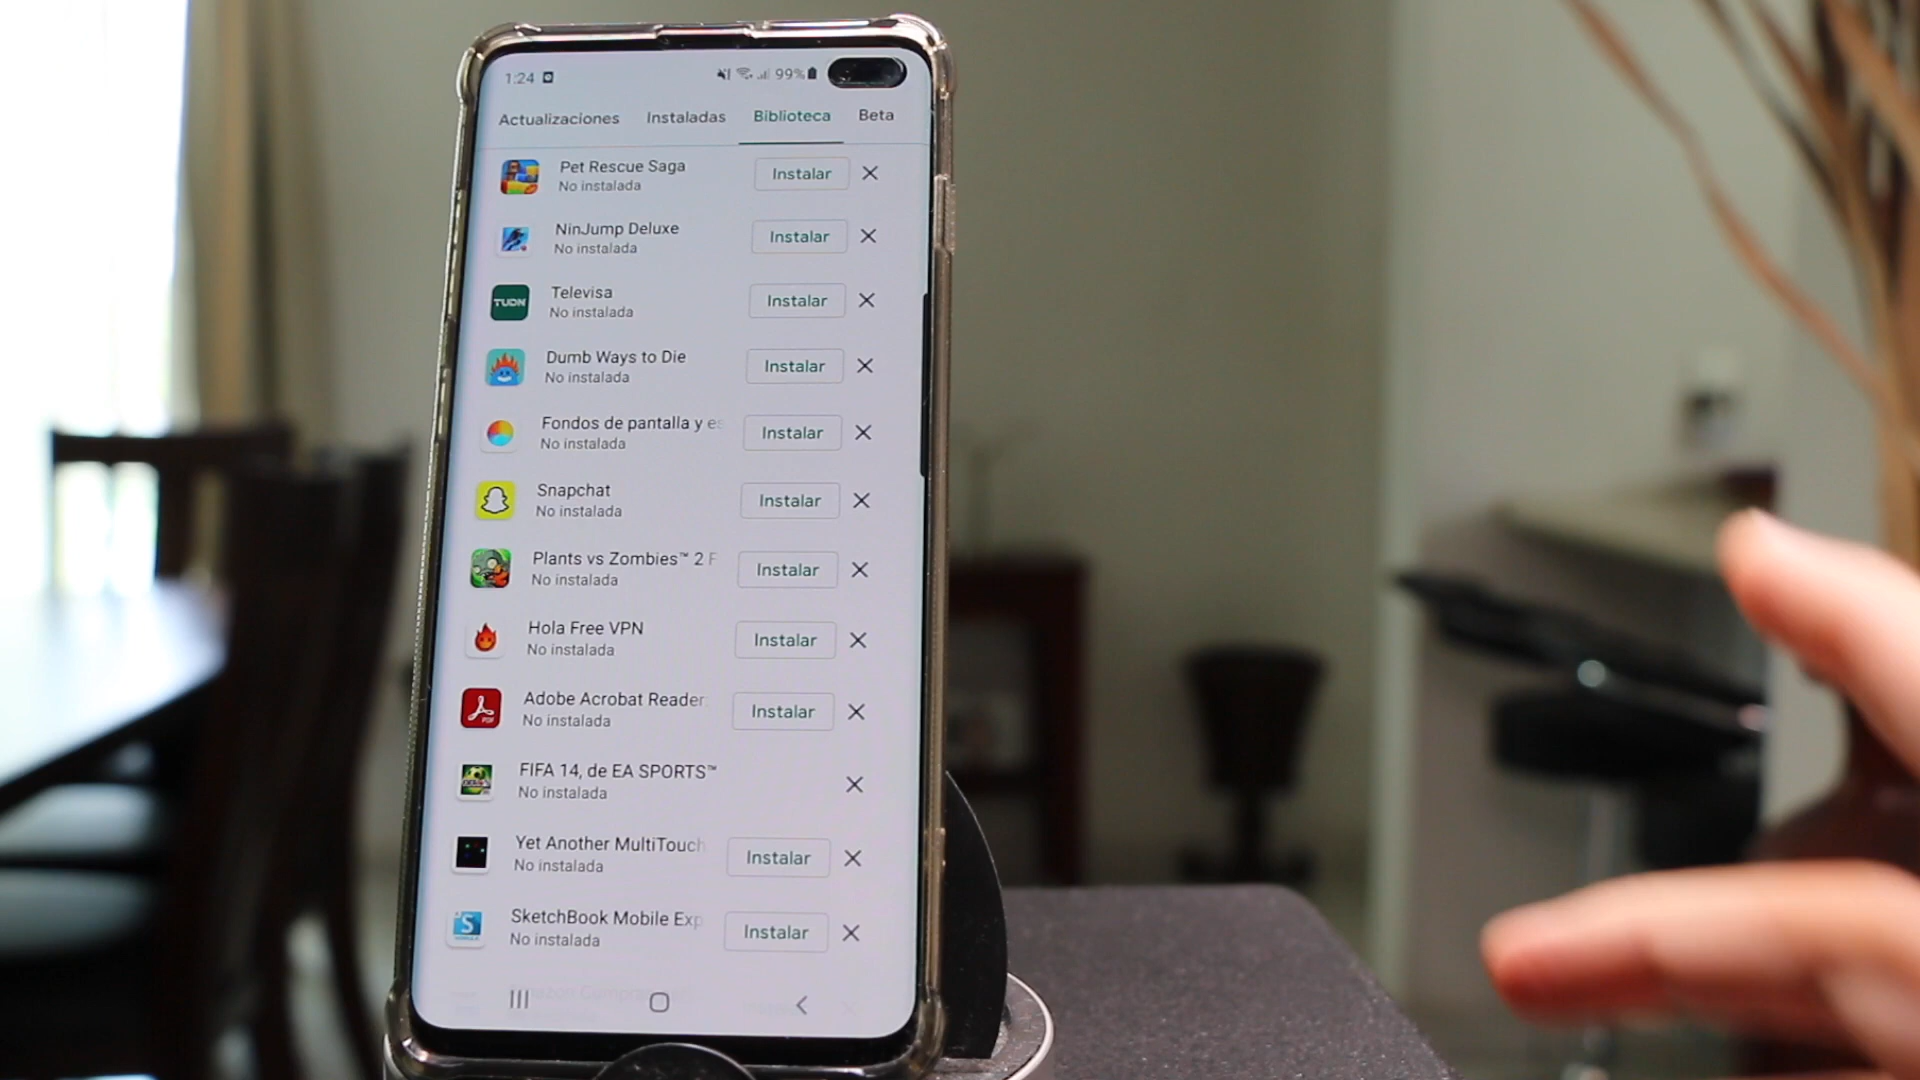 1:24 99%
Actualizaciones Instaladas Biblioteca Beta
Pet Rescue Saga
No instalada
Instalar
NinJump Deluxe
No instalada
Instalar
TUDN
Televisa
No instalada
Instalar
Dumb Ways to Die
No instalada
Instalar
Fondos de pantalla y es
No instalada
Instalar
Snapchat
No instalada
Instalar
Plants vs Zombies™ 2 F
No instalada
Instalar
Hola Free VPN
No instalada
Instalar
PDF
Adobe Acrobat Reader
No instalada
Instalar
FIFA 14, de EA SPORTS™
No instalada
Yet Another MultiTouch
No instalada
Instalar
S
SketchBook Mobile Exp
No instalada
Instalar